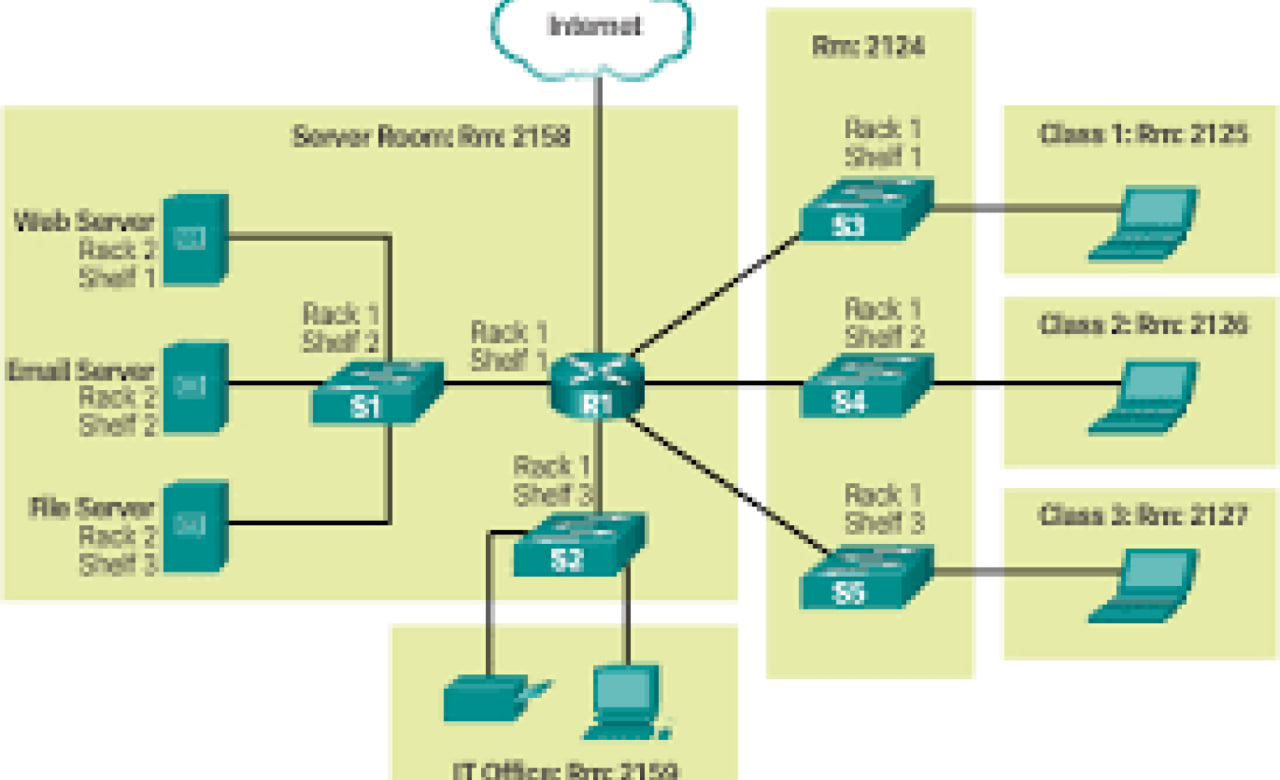 Internet
Server Room: Rm: 2158
Web Server
Rack 2
Shelf 1
Email Server
Rack 2
Shelf 2
File Server
Rack 2
Shelf 3
Rack 1
Shelf 2
S1
Rack 1
Shelf 1
R1
Rack 1
Shelf 3
S2
IT Office: Rm: 2159
Rm: 2124
Rack 1
Shelf 1
S3
Rack 1
Shelf 2
S4
Rack 1
Shelf 3
S5
Class 1: Rm: 2125
Class 2: Rm: 2126
Class 3: Rm: 2127